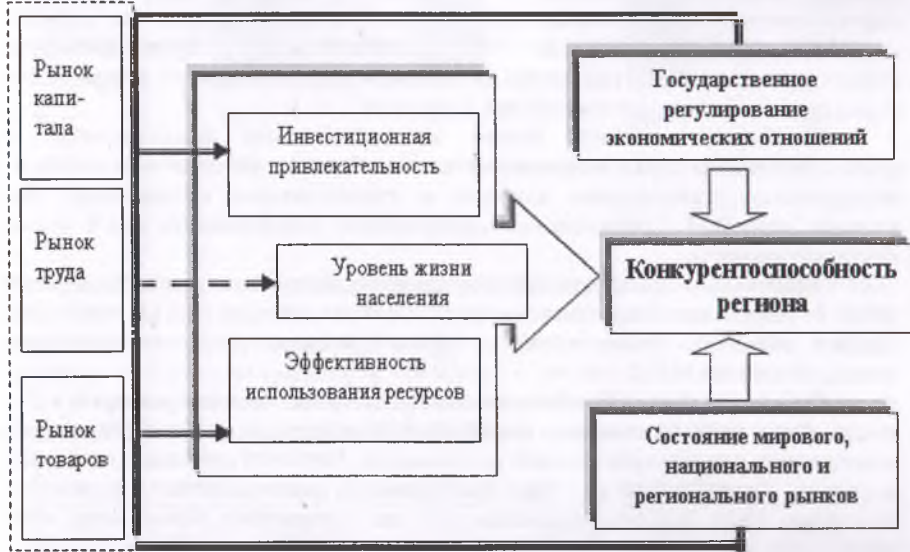 Рынок
капи-
тала
Рынок
труда
Рынок
товаров
Инвестиционная
привлекательность
Уровень жизни
населения
Эффективность
использования ресурсов
Государственное
регулирование
экономических отношений
Конкурентоспособность
региона
Состояние мирового,
национального и
регионального рынков